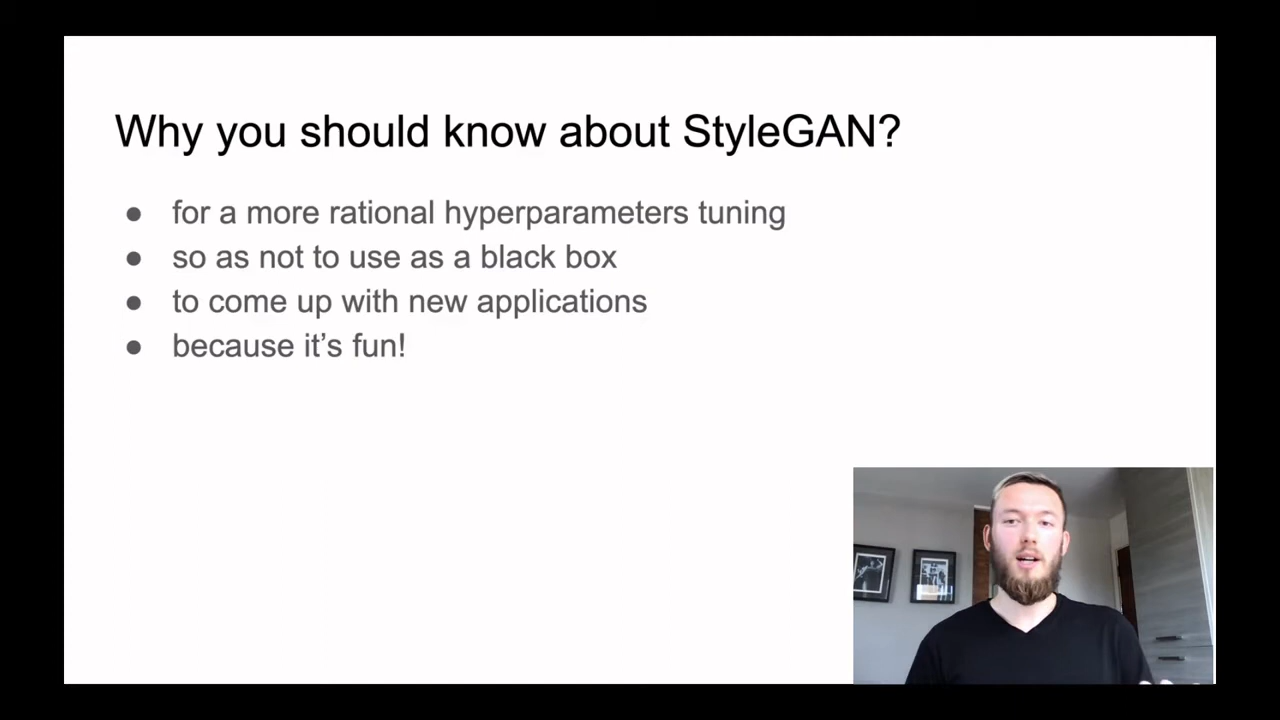 Why you should know about StyleGAN?
● for a more rational hyperparameters tuning
● so as not to use as a black box
● to come up with new applications
● because it’s fun!